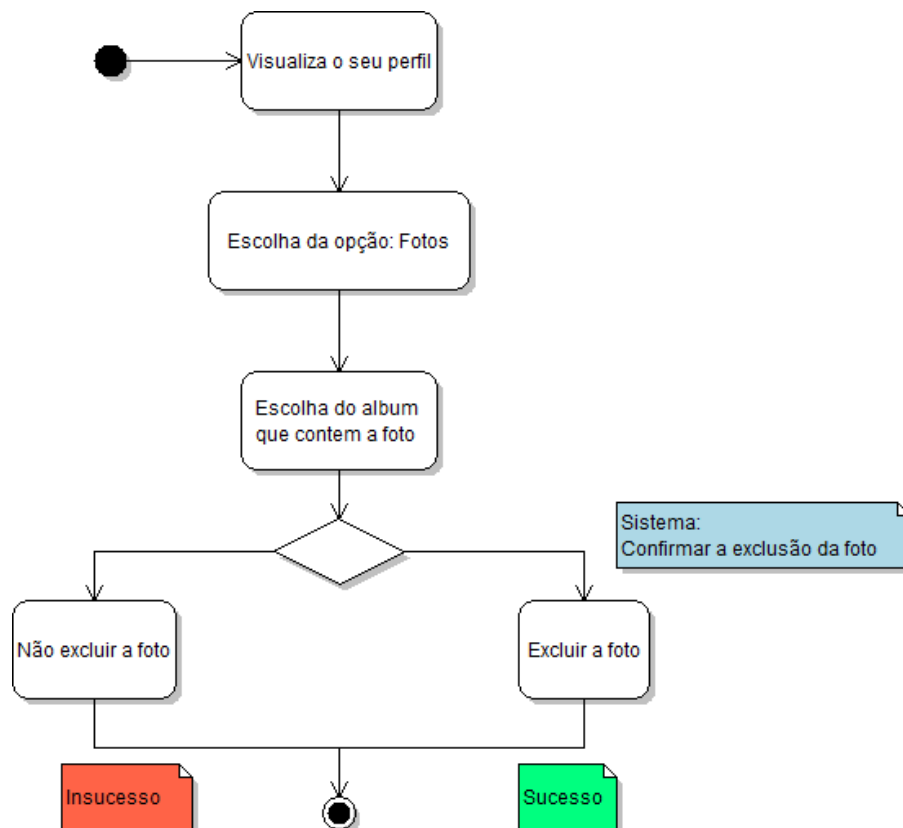 Visualiza o seu perfil
Escolha da opção: Fotos
Escolha do album
que contem a foto
Sistema:
Confirmar a exclusão da foto
Não excluir a foto
Excluir a foto
Insucesso
Sucesso